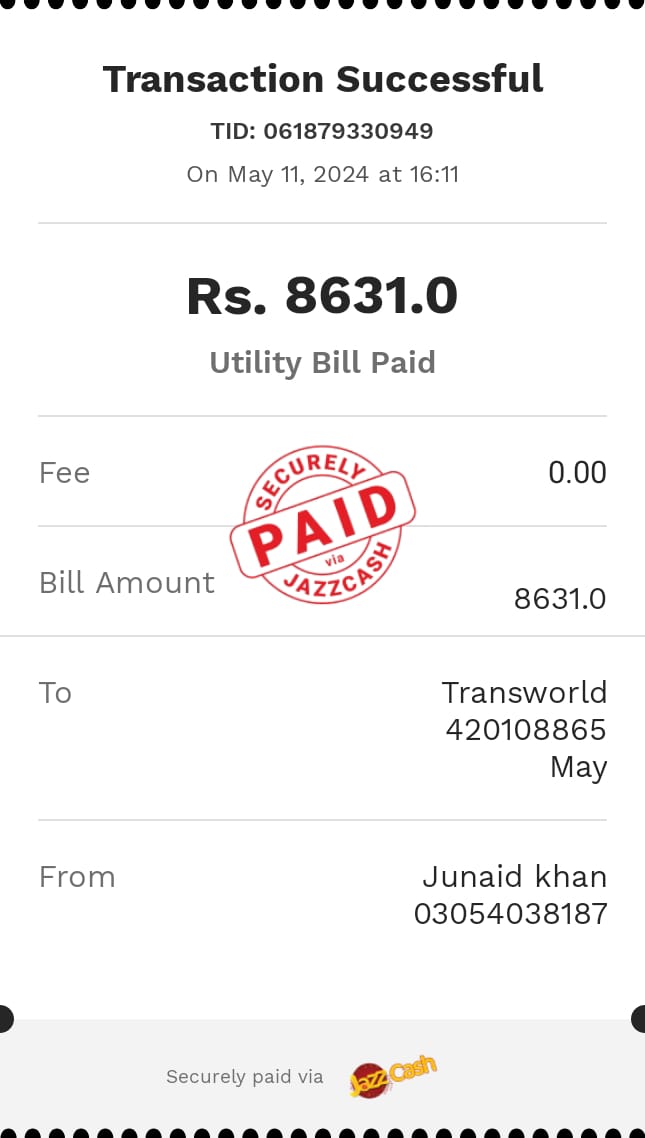 Transaction Successful
TID: 061879330949
On May 11, 2024 at 16:11
Rs. 8631.0
Utility Bill Paid
Fee
0.00
SECURELY
PAID
via
JAZZCASH
Bill Amount
8631.0
To
Transworld
420108865
May
From
Junaid khan
03054038187
Securely paid via
JazzCash